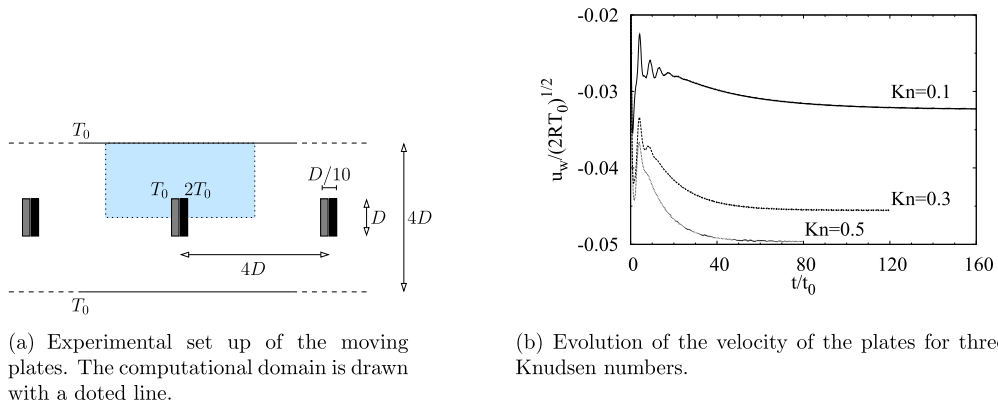 T0
D/10
T0 2T0
D
4D
4D
T0
(a) Experimental set up of the moving
plates. The computational domain is drawn
with a doted line.
-0.02
-0.03
-0.04
-0.05
uw/(2RT0)^1/2
Kn=0.1
Kn=0.3
Kn=0.5
0 40 80 120 160
t/t0
(b) Evolution of the velocity of the plates for three
Knudsen numbers.